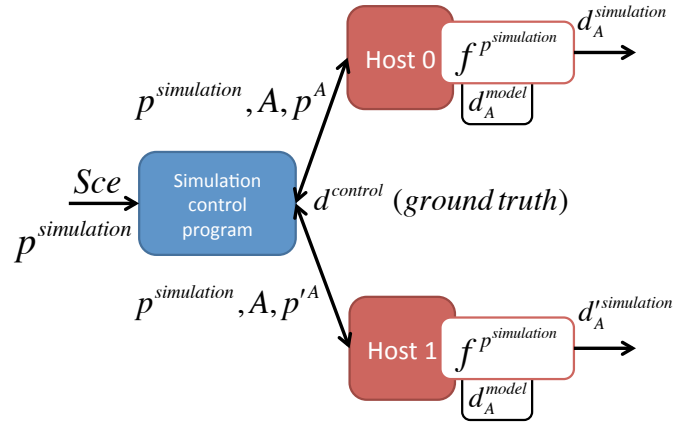 d_A^{simulation}
Host 0
f^{p^{simulation}}
d_A^{model}
p^{simulation}, A, p^A
Sce
p^{simulation}
Simulation
control
program
d^{control} (ground truth)
p^{simulation}, A, p'^A
d'_A^{simulation}
Host 1
f^{p^{simulation}}
d_A^{model}